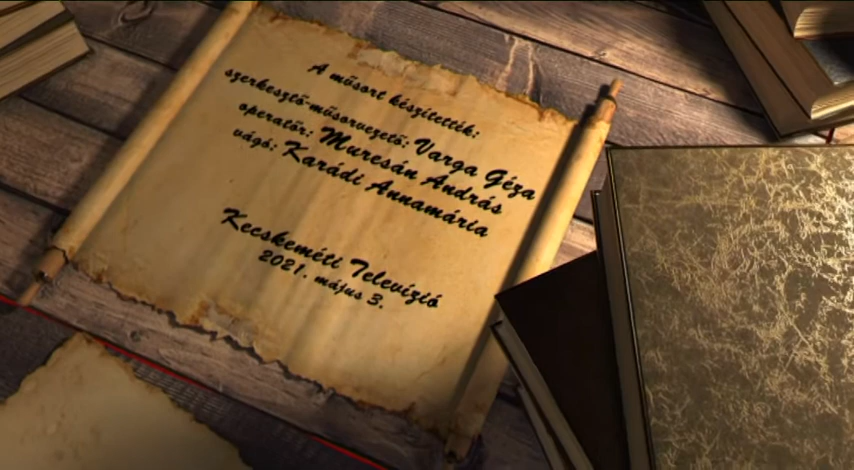 A műsort készítették:
szerkesztő-műsorvezető: Varga Géza
operatőr: Muresán András
vágó: Karádi Annamária
Kecskeméti Televízió
2021. május 3.